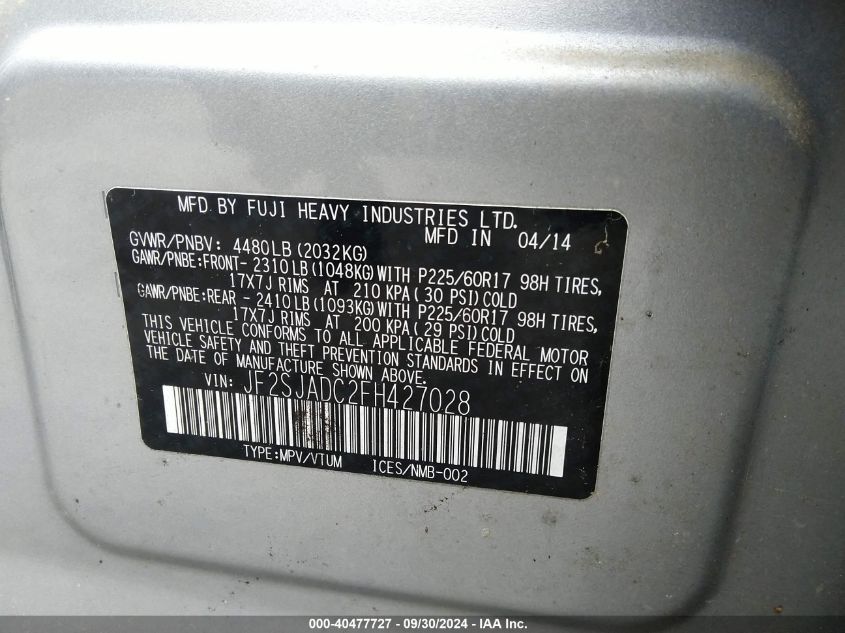 MFD BY FUJI HEAVY INDUSTRIES LTD.
MFD IN 04/14
GVWR/PNBV: 4480LB(2032KG)
GAWR/PNBE:FRONT- 2310LB(1048KG)WITH P225/60R17 98H TIRES,
17X7J RIMS AT 210 KPA(30 PSI)COLD
GAWR/PNBE:REAR - 2410LB(1093KG)WITH P225/60R17 98H TIRES,
17X7J RIMS AT 200 KPA(29 PSI)COLD
THIS VEHICLE CONFORMS TO ALL APPLICABLE FEDERAL MOTOR
VEHICLE SAFETY AND THEFT PREVENTION STANDARDS IN EFFECT ON
THE DATE OF MANUFACTURE SHOWN ABOVE.
VIN: JF2SJADC2FH427028
TYPE:MPV/VTUM ICES/NMB-002
000-40477727 - 09/30/2024 - IAA Inc.